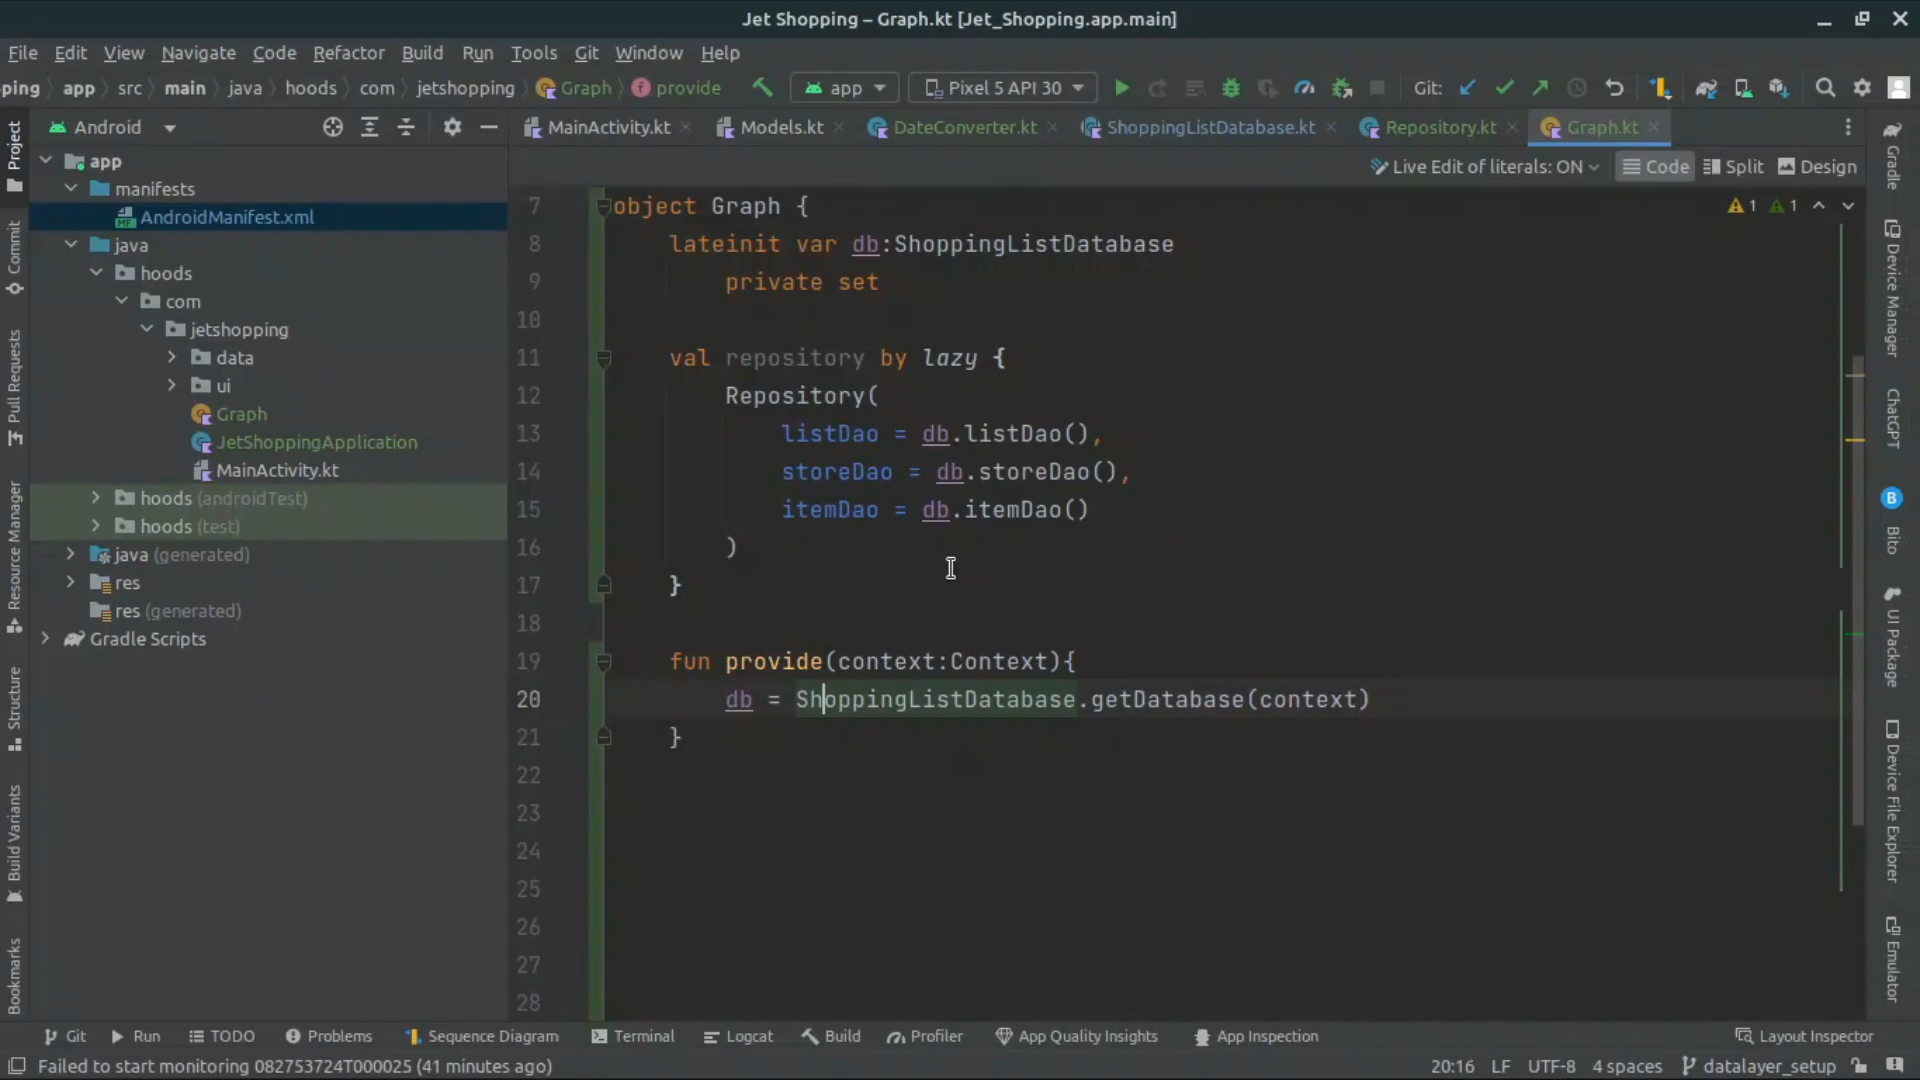 Jet Shopping – Graph.kt [Jet_Shopping.app.main]
File Edit View Navigate Code Refactor Build Run Tools Git Window Help
ping app src main java hoods com jetshopping Graph provide app Pixel 5 API 30 Git:
Android
MainActivity.kt Models.kt DateConverter.kt ShoppingListDatabase.kt Repository.kt Graph.kt
Live Edit of literals: ON Code Split Design
Project
Commit
Pull Requests
Resource Manager
Structure
Build Variants
Bookmarks
app
manifests
AndroidManifest.xml
java
hoods
com
jetshopping
data
ui
Graph
JetShoppingApplication
MainActivity.kt
hoods (androidTest)
hoods (test)
java (generated)
res
res (generated)
Gradle Scripts
1 1
7 object Graph {
8 lateinit var db:ShoppingListDatabase
9 private set
10
11 val repository by lazy {
12 Repository(
13 listDao = db.listDao(),
14 storeDao = db.storeDao(),
15 itemDao = db.itemDao()
16 )
17 }
18
19 fun provide(context:Context){
20 db = ShoppingListDatabase.getDatabase(context)
21 }
22
23
24
25
26
27
28
Gradle
Device Manager
ChatGPT
B
Bito
UI Package
Device File Explorer
Emulator
Git Run TODO Problems Sequence Diagram Terminal Logcat Build Profiler App Quality Insights App Inspection Layout Inspector
Failed to start monitoring 082753724T000025 (41 minutes ago) 20:16 LF UTF-8 4 spaces datalayer_setup